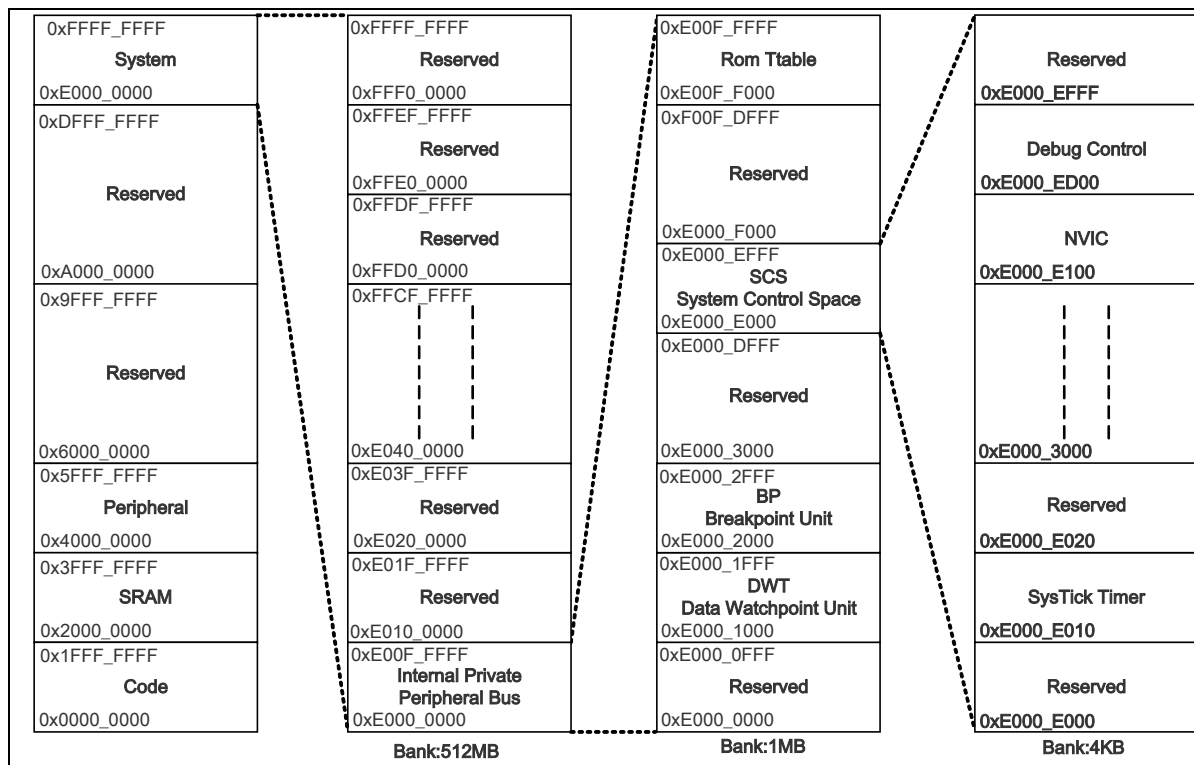 0xFFFF_FFFF
System
0xE000_0000
0xDFFF_FFFF
Reserved
0xA000_0000
0x9FFF_FFFF
Reserved
0x6000_0000
0x5FFF_FFFF
Peripheral
0x4000_0000
0x3FFF_FFFF
SRAM
0x2000_0000
0x1FFF_FFFF
Code
0x0000_0000
0xFFFF_FFFF
Reserved
0xFFF0_0000
0xFFEF_FFFF
Reserved
0xFFE0_0000
0xFFDF_FFFF
Reserved
0xFFD0_0000
0xFFCF_FFFF
0xE040_0000
0xE03F_FFFF
Reserved
0xE020_0000
0xE01F_FFFF
Reserved
0xE010_0000
0xE00F_FFFF
Internal Private
Peripheral Bus
0xE000_0000
Bank:512MB
0xE00F_FFFF
Rom Ttable
0xE00F_F000
0xF00F_DFFF
Reserved
0xE000_F000
0xE000_EFFF
SCS
System Control Space
0xE000_E000
0xE000_DFFF
Reserved
0xE000_3000
0xE000_2FFF
BP
Breakpoint Unit
0xE000_2000
0xE000_1FFF
DWT
Data Watchpoint Unit
0xE000_1000
0xE000_0FFF
Reserved
0xE000_0000
Bank:1MB
Reserved
0xE000_EFFF
Debug Control
0xE000_ED00
NVIC
0xE000_E100
0xE000_3000
Reserved
0xE000_E020
SysTick Timer
0xE000_E010
Reserved
0xE000_E000
Bank:4KB